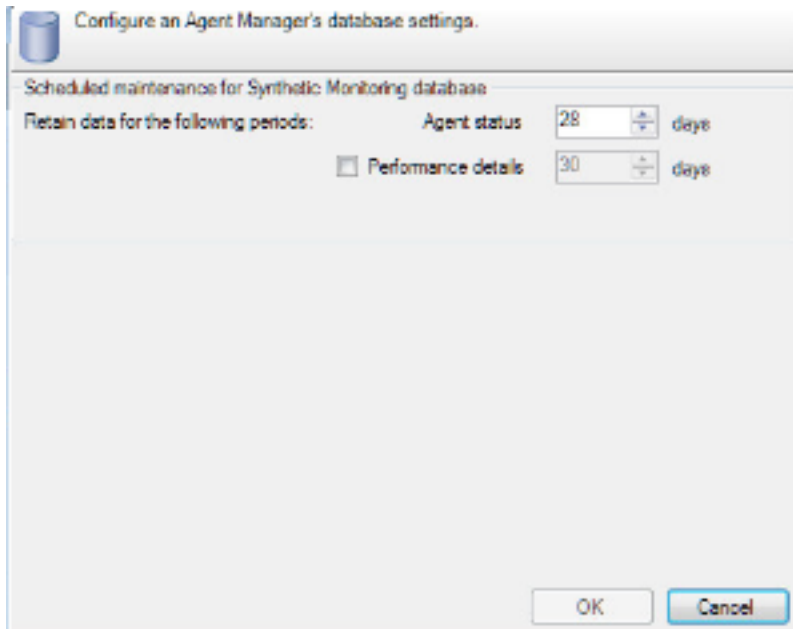 Configure an Agent Manager's database settings.
Scheduled maintenance for Synthetic Monitoring database
Retain data for the following periods: Agent status 28 days
Performance details 30 days
OK Cancel